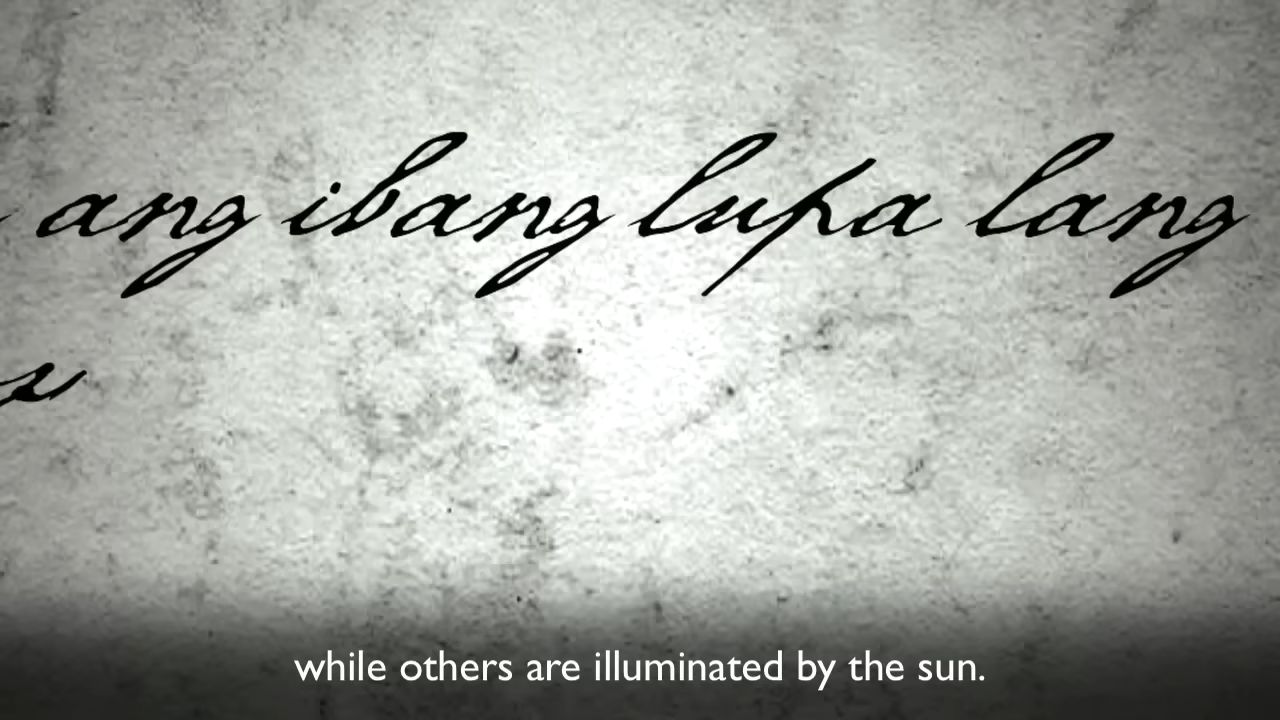 ang ibang lupa lang
while others are illuminated by the sun.